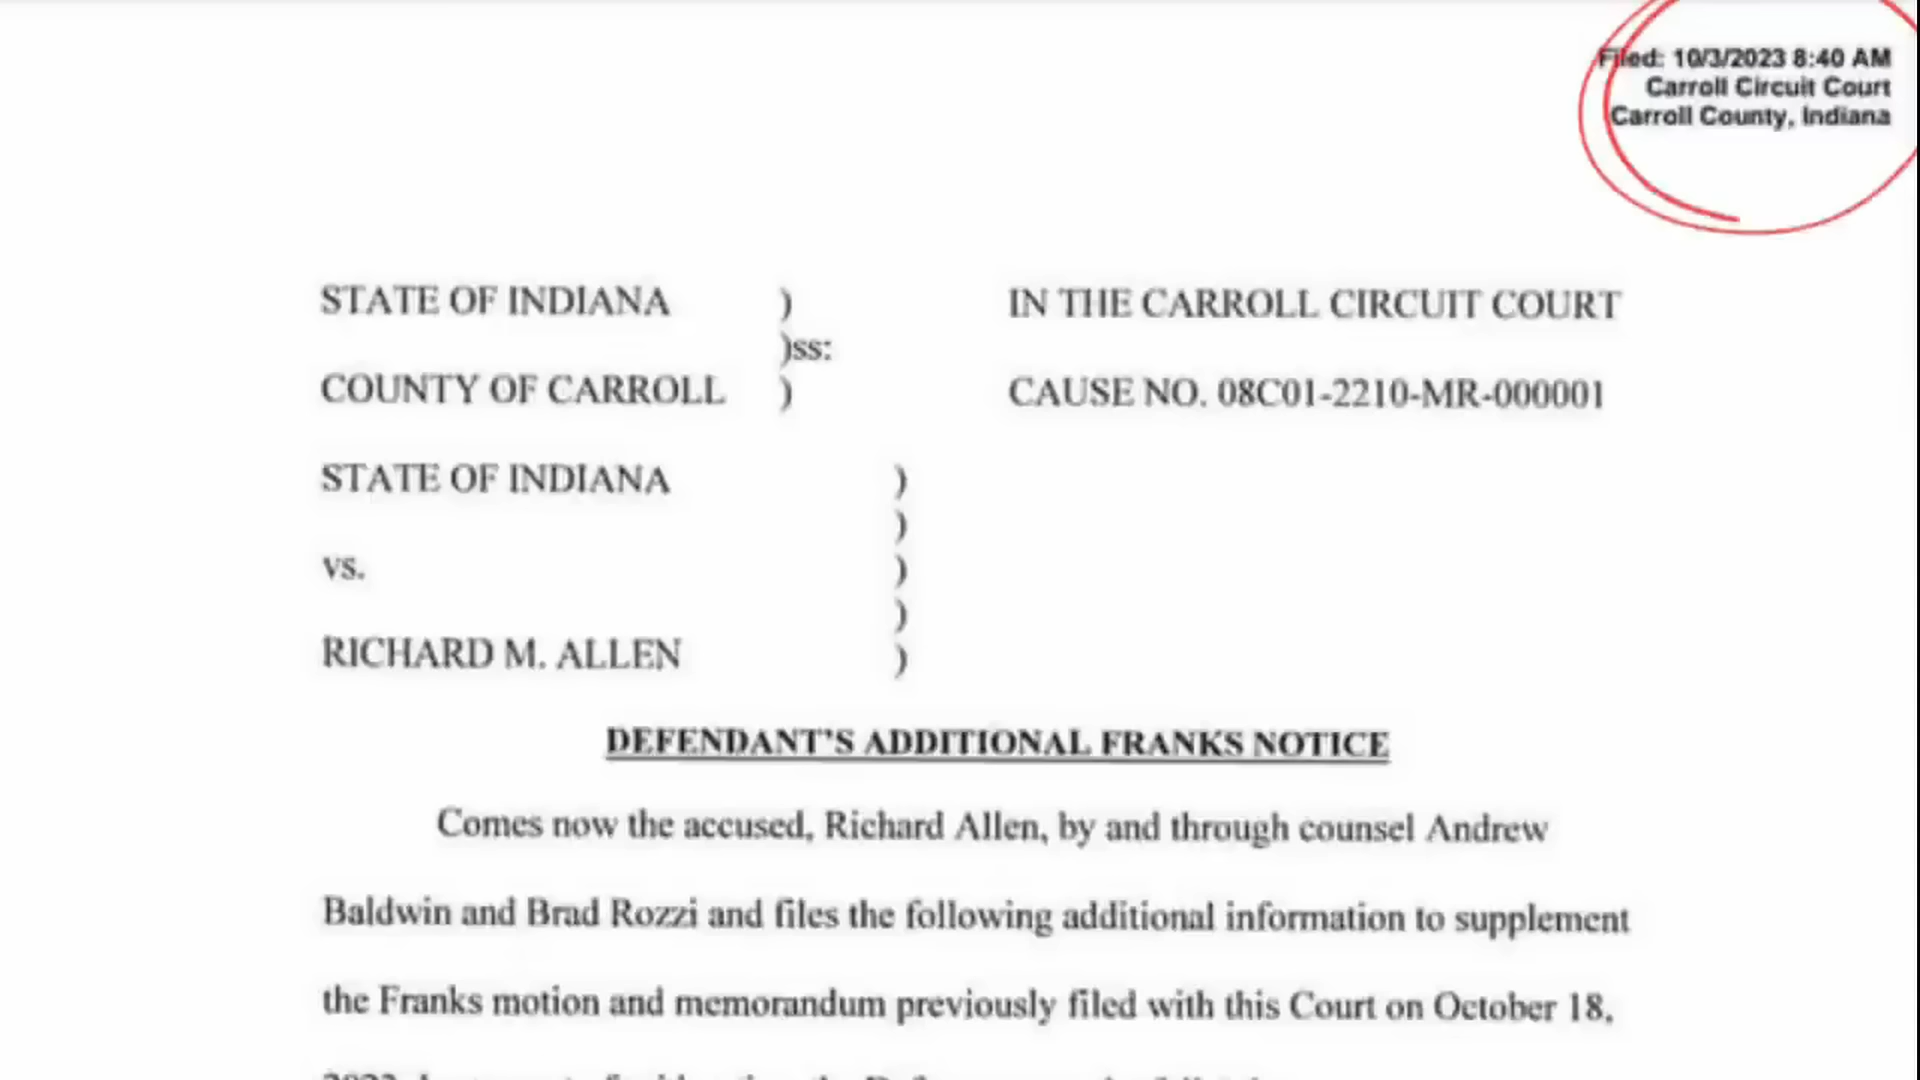 Filed: 10/3/2023 8:40 AM
Carroll Circuit Court
Carroll County, Indiana
STATE OF INDIANA ) IN THE CARROLL CIRCUIT COURT
)ss:
COUNTY OF CARROLL ) CAUSE NO. 08C01-2210-MR-000001
STATE OF INDIANA )
)
vs. )
)
RICHARD M. ALLEN )
DEFENDANT'S ADDITIONAL FRANKS NOTICE
Comes now the accused, Richard Allen, by and through counsel Andrew
Baldwin and Brad Rozzi and files the following additional information to supplement
the Franks motion and memorandum previously filed with this Court on October 18,